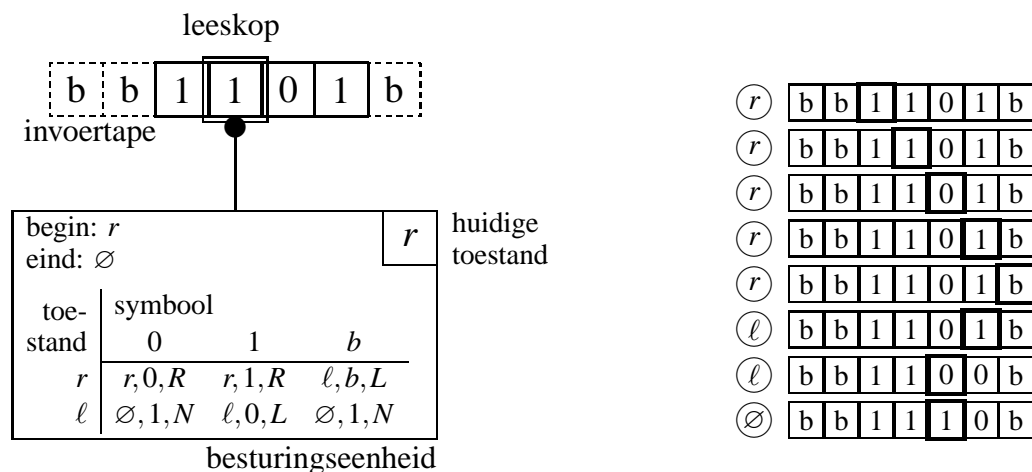 leeskop
b b 1 1 0 1 b
invoertape
begin: r
eind: ∅
r
huidige
toestand
toe-
stand
symbool
0 1 b
r r,0,R r,1,R ℓ,b,L
ℓ ∅,1,N ℓ,0,L ∅,1,N
besturingseenheid
r b b 1 1 0 1 b
r b b 1 1 0 1 b
r b b 1 1 0 1 b
r b b 1 1 0 1 b
r b b 1 1 0 1 b
ℓ b b 1 1 0 1 b
ℓ b b 1 1 0 0 b
∅ b b 1 1 1 0 b